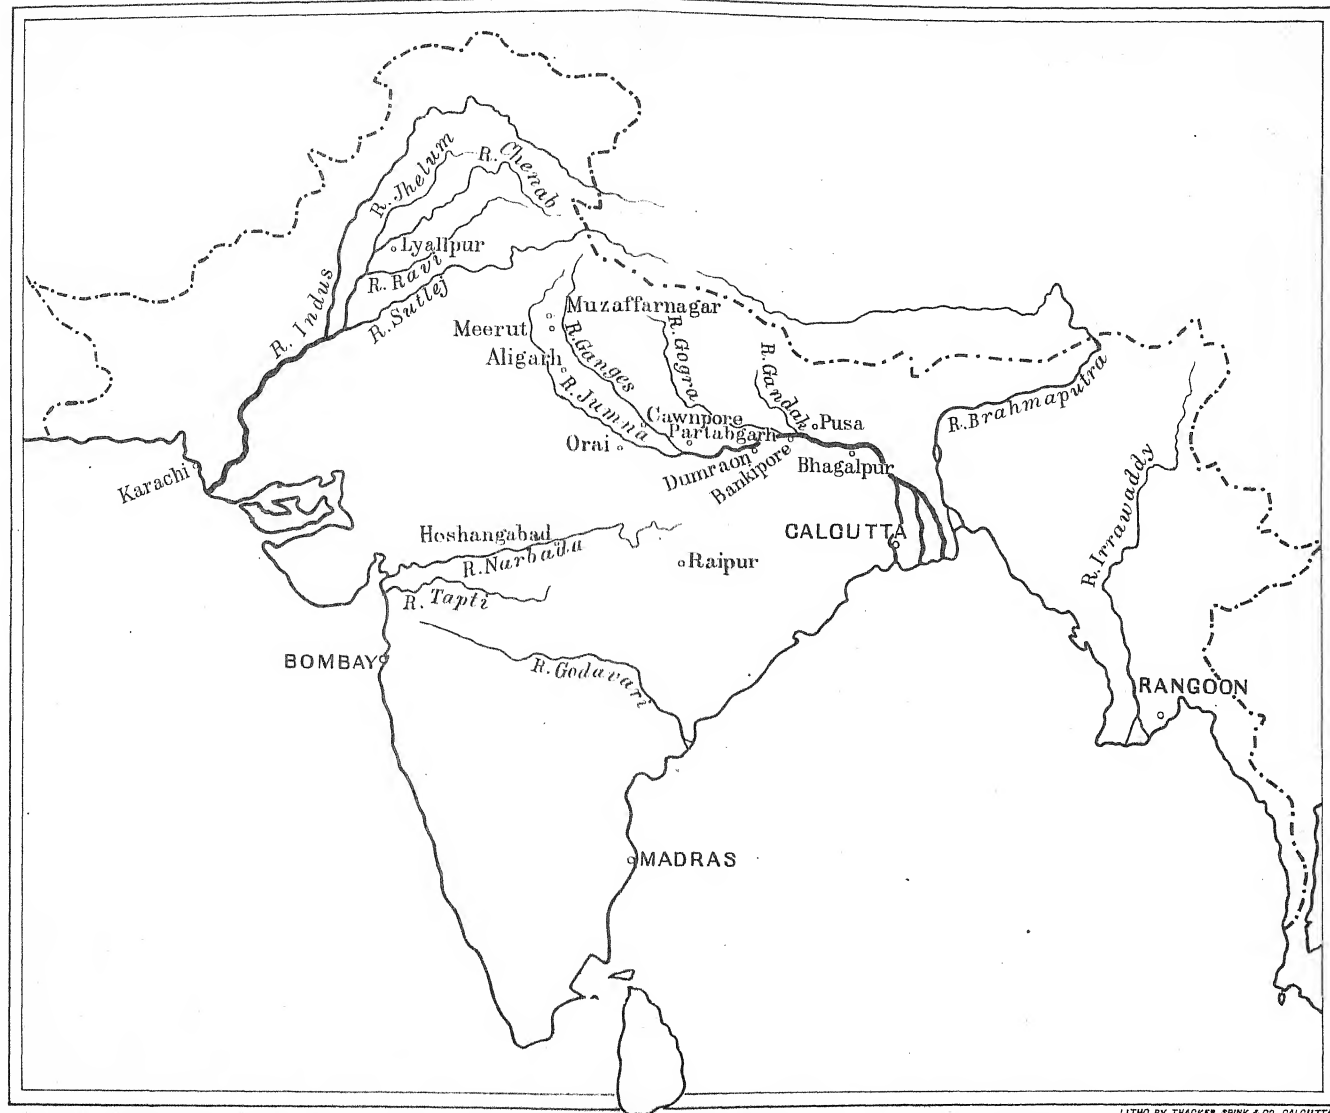 R. Jhelum
R. Chenab
Lyallpur
R. Ravi
R. Indus
R. Sutlej
Muzaffarnagar
Meerut
Aligarh
R. Ganges
R. Gogra
R. Gandak
R. Jumna
Cawnpore
Partabgarh
Pusa
Orai
Dumraon
Bankipore
Bhagalpur
R. Brahmaputra
R. Irrawaddy
Karachi
Hoshangabad
R. Narbada
CALCUTTA
Raipur
R. Tapti
BOMBAY
R. Godavari
RANGOON
MADRAS
LITHO. BY THACKER, SPINK & CO. CALCUTT